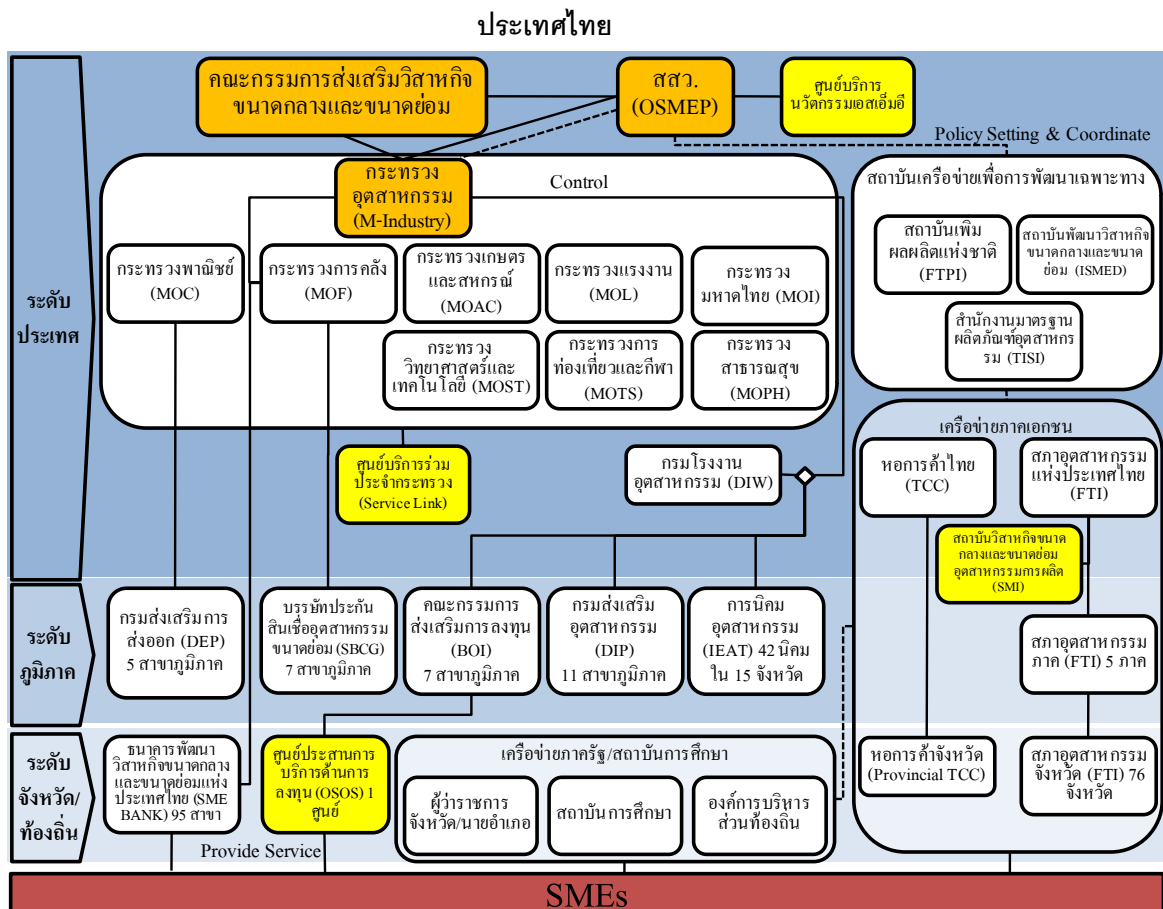 ประเทศไทย
คณะกรรมการส่งเสริมวิสาหกิจ
ขนาดกลางและขนาดย่อม
สสว.
(OSMEP)
ศูนย์บริการ
นวัตกรรมเอสเอ็มอี
Policy Setting & Coordinate
ระดับ
ประเทศ
กระทรวง
อุตสาหกรรม
(M-Industry)
Control
กระทรวงพาณิชย์
(MOC)
กระทรวงการคลัง
(MOF)
กระทรวงเกษตร
และสหกรณ์
(MOAC)
กระทรวงแรงงาน
(MOL)
กระทรวง
มหาดไทย (MOI)
กระทรวง
วิทยาศาสตร์และ
เทคโนโลยี (MOST)
กระทรวงการ
ท่องเที่ยวและกีฬา
(MOTS)
กระทรวง
สาธารณสุข
(MOPH)
สถาบันเครือข่ายเพื่อการพัฒนาเฉพาะทาง
สถาบันเพิ่ม
ผลผลิตแห่งชาติ
(FTPI)
สถาบันพัฒนาวิสาหกิจ
ขนาดกลางและขนาด
ย่อม (ISMED)
สำนักงานมาตรฐาน
ผลิตภัณฑ์อุตสาหกร
รม (TISI)
ศูนย์บริการร่วม
ประจำกระทรวง
(Service Link)
กรมโรงงาน
อุตสาหกรรม (DIW)
เครือข่ายภาคเอกชน
หอการค้าไทย
(TCC)
สภาอุตสาหกรรม
แห่งประเทศไทย
(FTI)
สถาบันวิสาหกิจขนาด
กลางและขนาดย่อม
อุตสาหกรรมการผลิต
(SMI)
ระดับ
ภูมิภาค
กรมส่งเสริมการ
ส่งออก (DEP)
5 สาขาภูมิภาค
บรรษัทประกัน
สินเชื่ออุตสาหกรรม
ขนาดย่อม (SBCG)
7 สาขาภูมิภาค
คณะกรรมการ
ส่งเสริมการลงทุน
(BOI)
7 สาขาภูมิภาค
กรมส่งเสริม
อุตสาหกรรม
(DIP)
11 สาขาภูมิภาค
การนิคม
อุตสาหกรรม
(IEAT) 42 นิคม
ใน 15 จังหวัด
สภาอุตสาหกรรม
ภาค (FTI) 5 ภาค
ระดับ
จังหวัด/
ท้องถิ่น
ธนาคารพัฒนา
วิสาหกิจขนาดกลาง
และขนาดย่อมแห่ง
ประเทศไทย (SME
BANK) 95 สาขา
ศูนย์ประสานการ
บริการด้านการ
ลงทุน (OSOS) 1
ศูนย์
เครือข่ายภาครัฐ/สถาบันการศึกษา
ผู้ว่าราชการ
จังหวัด/นายอำเภอ
สถาบันการศึกษา
องค์การบริหาร
ส่วนท้องถิ่น
หอการค้าจังหวัด
(Provincial TCC)
สภาอุตสาหกรรม
จังหวัด (FTI) 76
จังหวัด
Provide Service
SMEs